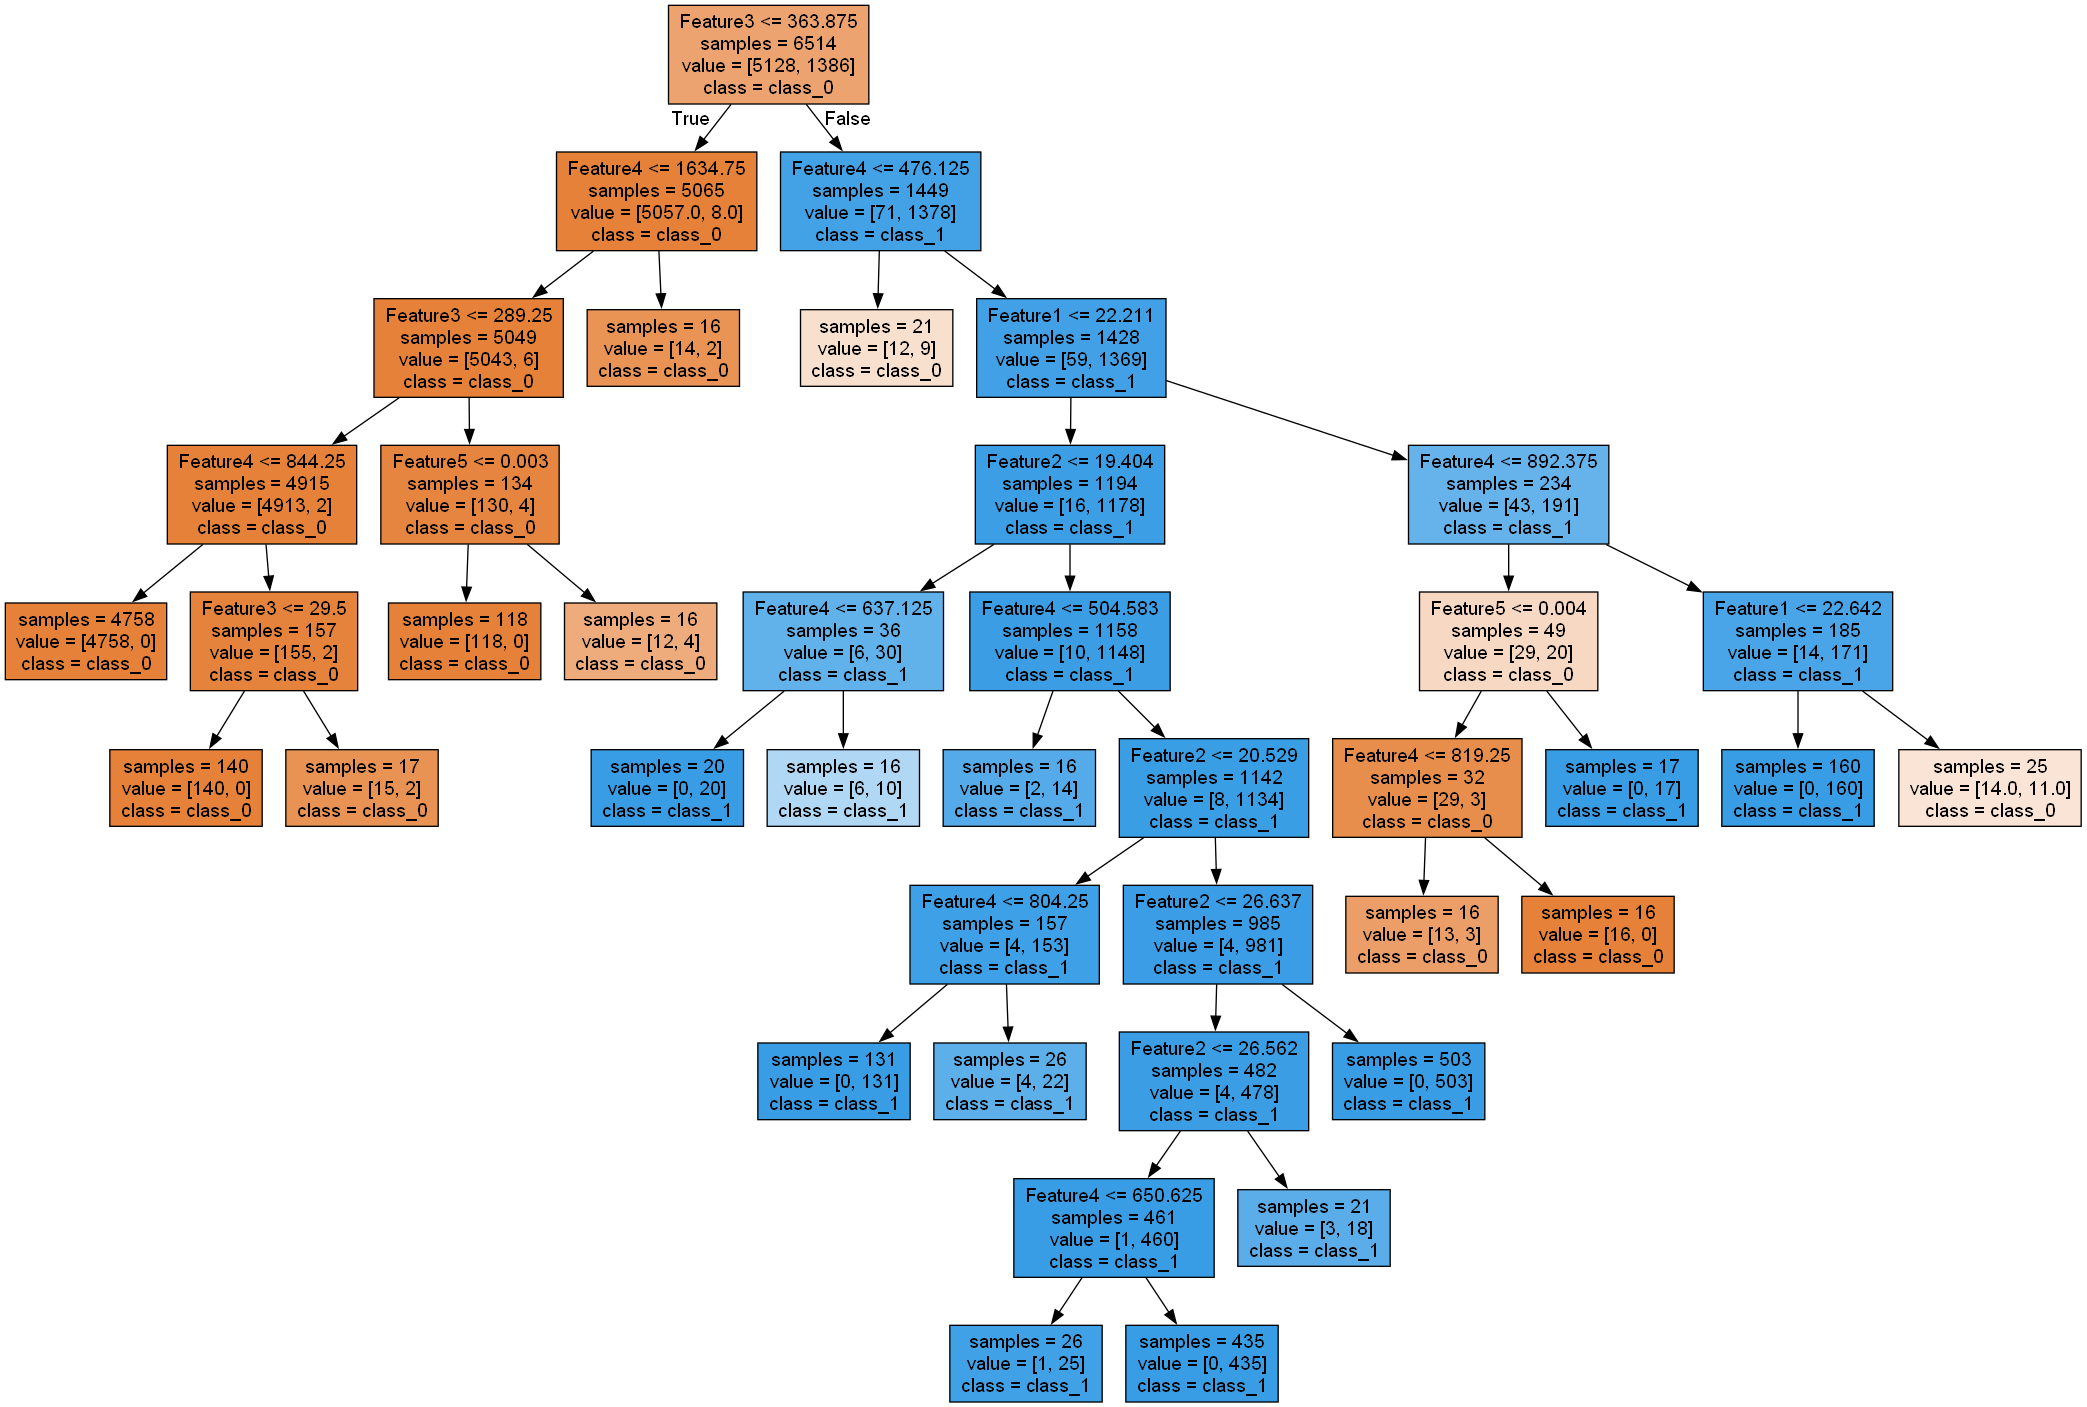 Feature3 <= 363.875
samples = 6514
value = [5128, 1386]
class = class_0
True
False
Feature4 <= 1634.75
samples = 5065
value = [5057.0, 8.0]
class = class_0
Feature4 <= 476.125
samples = 1449
value = [71, 1378]
class = class_1
Feature3 <= 289.25
samples = 5049
value = [5043, 6]
class = class_0
samples = 16
value = [14, 2]
class = class_0
samples = 21
value = [12, 9]
class = class_0
Feature1 <= 22.211
samples = 1428
value = [59, 1369]
class = class_1
Feature4 <= 844.25
samples = 4915
value = [4913, 2]
class = class_0
Feature5 <= 0.003
samples = 134
value = [130, 4]
class = class_0
Feature2 <= 19.404
samples = 1194
value = [16, 1178]
class = class_1
Feature4 <= 892.375
samples = 234
value = [43, 191]
class = class_1
samples = 4758
value = [4758, 0]
class = class_0
Feature3 <= 29.5
samples = 157
value = [155, 2]
class = class_0
samples = 118
value = [118, 0]
class = class_0
samples = 16
value = [12, 4]
class = class_0
Feature4 <= 637.125
samples = 36
value = [6, 30]
class = class_1
Feature4 <= 504.583
samples = 1158
value = [10, 1148]
class = class_1
Feature5 <= 0.004
samples = 49
value = [29, 20]
class = class_0
Feature1 <= 22.642
samples = 185
value = [14, 171]
class = class_1
samples = 140
value = [140, 0]
class = class_0
samples = 17
value = [15, 2]
class = class_0
samples = 20
value = [0, 20]
class = class_1
samples = 16
value = [6, 10]
class = class_1
samples = 16
value = [2, 14]
class = class_1
Feature2 <= 20.529
samples = 1142
value = [8, 1134]
class = class_1
Feature4 <= 819.25
samples = 32
value = [29, 3]
class = class_0
samples = 17
value = [0, 17]
class = class_1
samples = 160
value = [0, 160]
class = class_1
samples = 25
value = [14.0, 11.0]
class = class_0
Feature4 <= 804.25
samples = 157
value = [4, 153]
class = class_1
Feature2 <= 26.637
samples = 985
value = [4, 981]
class = class_1
samples = 16
value = [13, 3]
class = class_0
samples = 16
value = [16, 0]
class = class_0
samples = 131
value = [0, 131]
class = class_1
samples = 26
value = [4, 22]
class = class_1
Feature2 <= 26.562
samples = 482
value = [4, 478]
class = class_1
samples = 503
value = [0, 503]
class = class_1
Feature4 <= 650.625
samples = 461
value = [1, 460]
class = class_1
samples = 21
value = [3, 18]
class = class_1
samples = 26
value = [1, 25]
class = class_1
samples = 435
value = [0, 435]
class = class_1